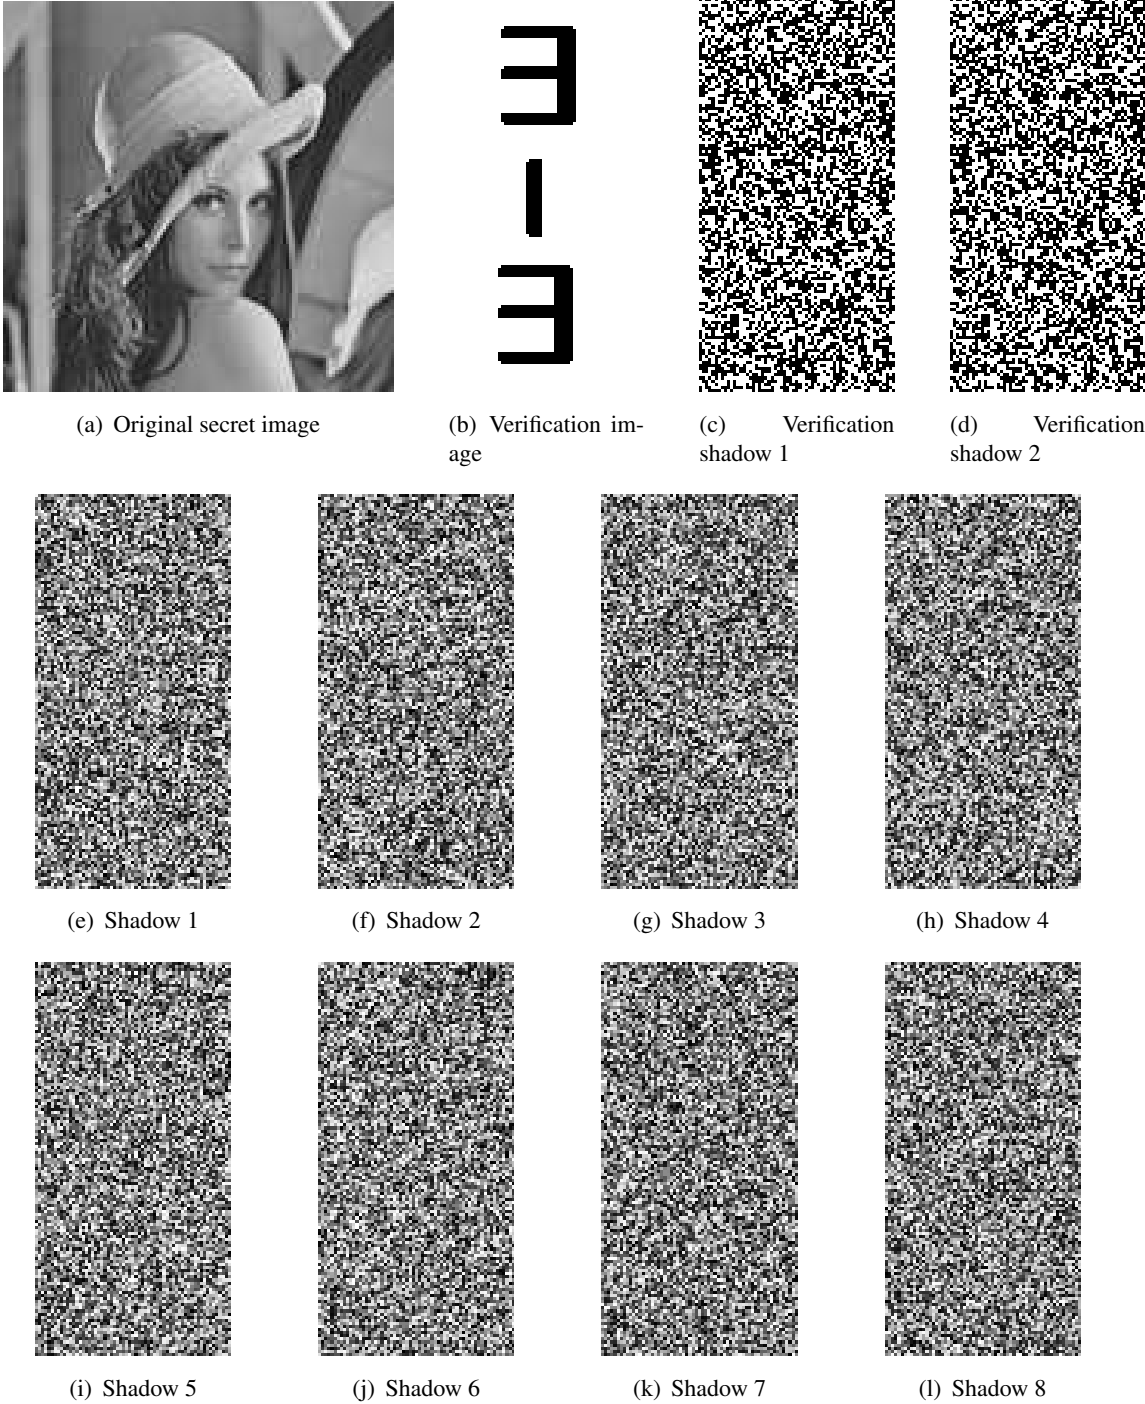 (a) Original secret image
(b) Verification im-
age
(c) Verification
shadow 1
(d) Verification
shadow 2
(e) Shadow 1
(f) Shadow 2
(g) Shadow 3
(h) Shadow 4
(i) Shadow 5
(j) Shadow 6
(k) Shadow 7
(l) Shadow 8